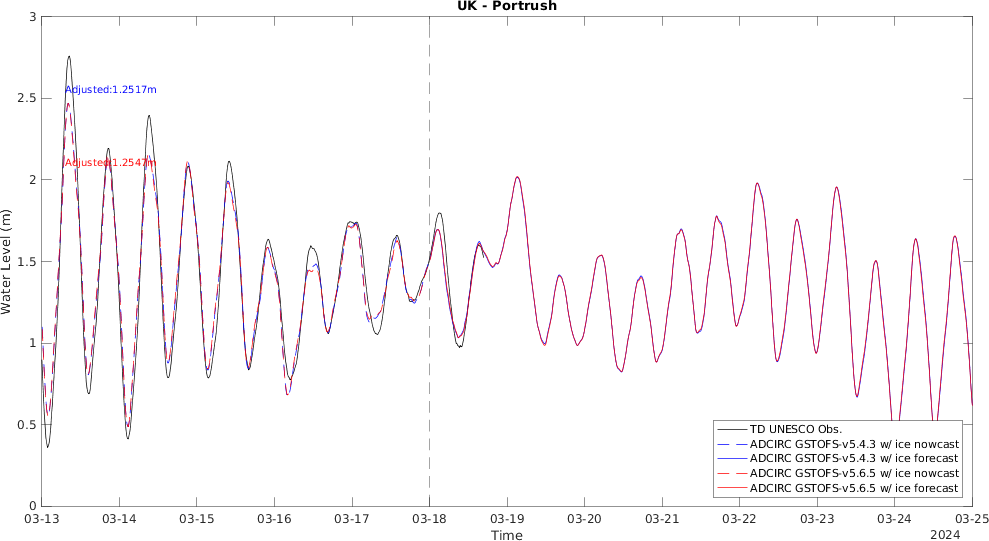 UK - Portrush
3
2.5
2
1.5
1
0.5
0
Water Level (m)
Adjusted:1.2517m
Adjusted:1.2547m
TD UNESCO Obs.
ADCIRC GSTOFS-v5.4.3 w/ ice nowcast
ADCIRC GSTOFS-v5.4.3 w/ ice forecast
ADCIRC GSTOFS-v5.6.5 w/ ice nowcast
ADCIRC GSTOFS-v5.6.5 w/ ice forecast
03-13 03-14 03-15 03-16 03-17 03-18 03-19 03-20 03-21 03-22 03-23 03-24 03-25
Time
2024